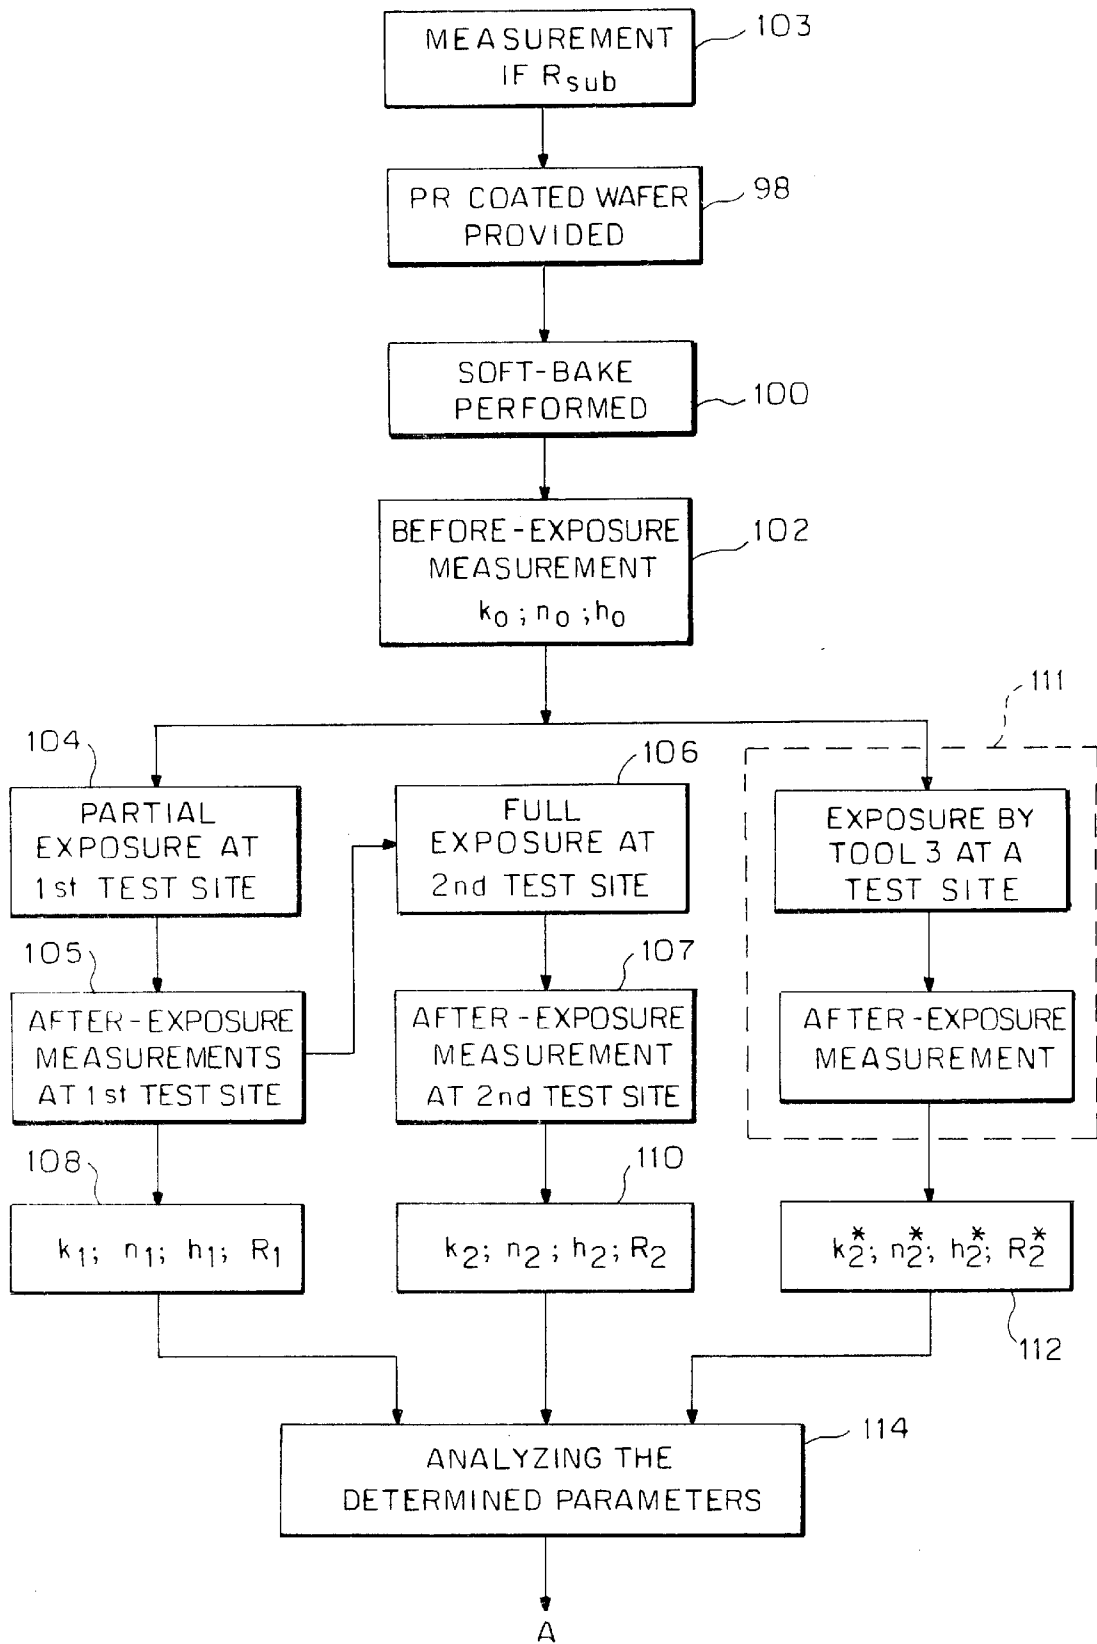 MEASUREMENT
IF Rsub
103
PR COATED WAFER
PROVIDED
98
SOFT-BAKE
PERFORMED
100
BEFORE-EXPOSURE
MEASUREMENT
k0 ; n0 ; h0
102
111
104
PARTIAL
EXPOSURE AT
1st TEST SITE
106
FULL
EXPOSURE AT
2nd TEST SITE
EXPOSURE BY
TOOL 3 AT A
TEST SITE
105
AFTER-EXPOSURE
MEASUREMENTS
AT 1st TEST SITE
107
AFTER-EXPOSURE
MEASUREMENT
AT 2nd TEST SITE
AFTER-EXPOSURE
MEASUREMENT
108
k1; n1; h1; R1
110
k2; n2; h2; R2
k2*; n2*; h2*; R2*
112
ANALYZING THE
DETERMINED PARAMETERS
114
A